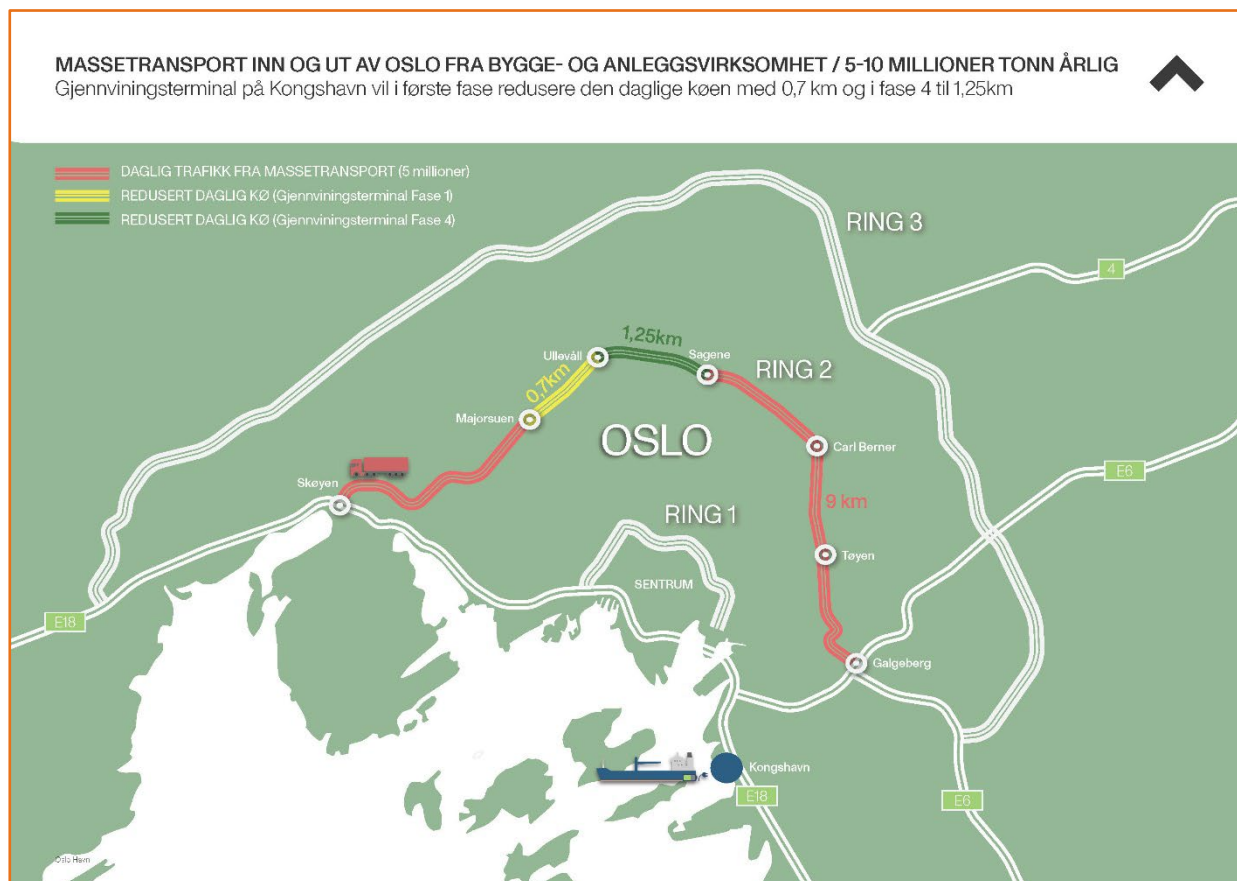 MASSETRANSPORT INN OG UT AV OSLO FRA BYGGE- OG ANLEGGSVIRKSOMHET / 5-10 MILLIONER TONN ÅRLIG
Gjennviningsterminal på Kongshavn vil i første fase redusere den daglige køen med 0,7 km og i fase 4 til 1,25km
DAGLIG TRAFIKK FRA MASSETRANSPORT (5 millioner)
REDUSERT DAGLIG KØ (Gjennviningsterminal Fase 1)
REDUSERT DAGLIG KØ (Gjennviningsterminal Fase 4)
RING 3
4
1,25km
Ullevåll
Sagene
RING 2
0,7km
Majorsuen
OSLO
Carl Berner
E6
Skøyen
9 km
RING 1
Tøyen
SENTRUM
E18
Galgeberg
Kongshavn
E18
E6
Oslo Havn